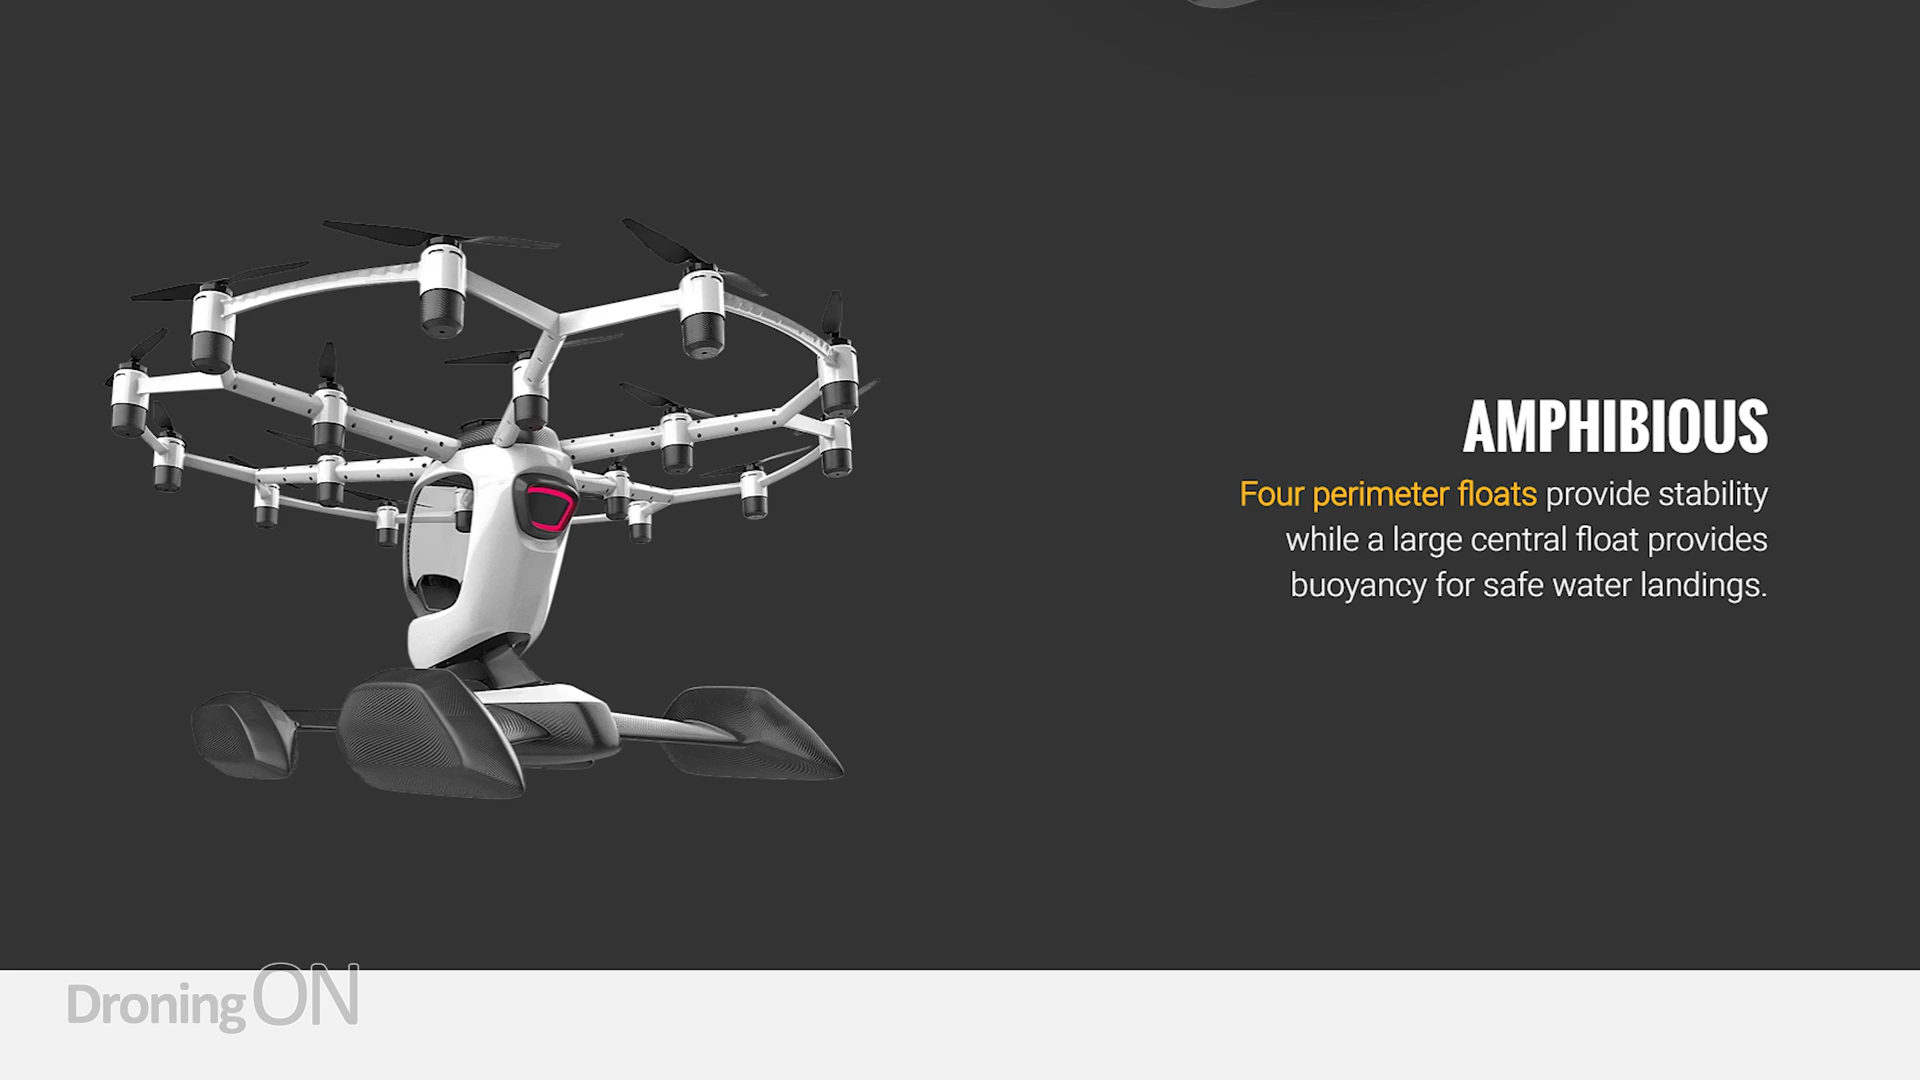 AMPHIBIOUS
Four perimeter floats provide stability
while a large central float provides
buoyancy for safe water landings.
DroningON